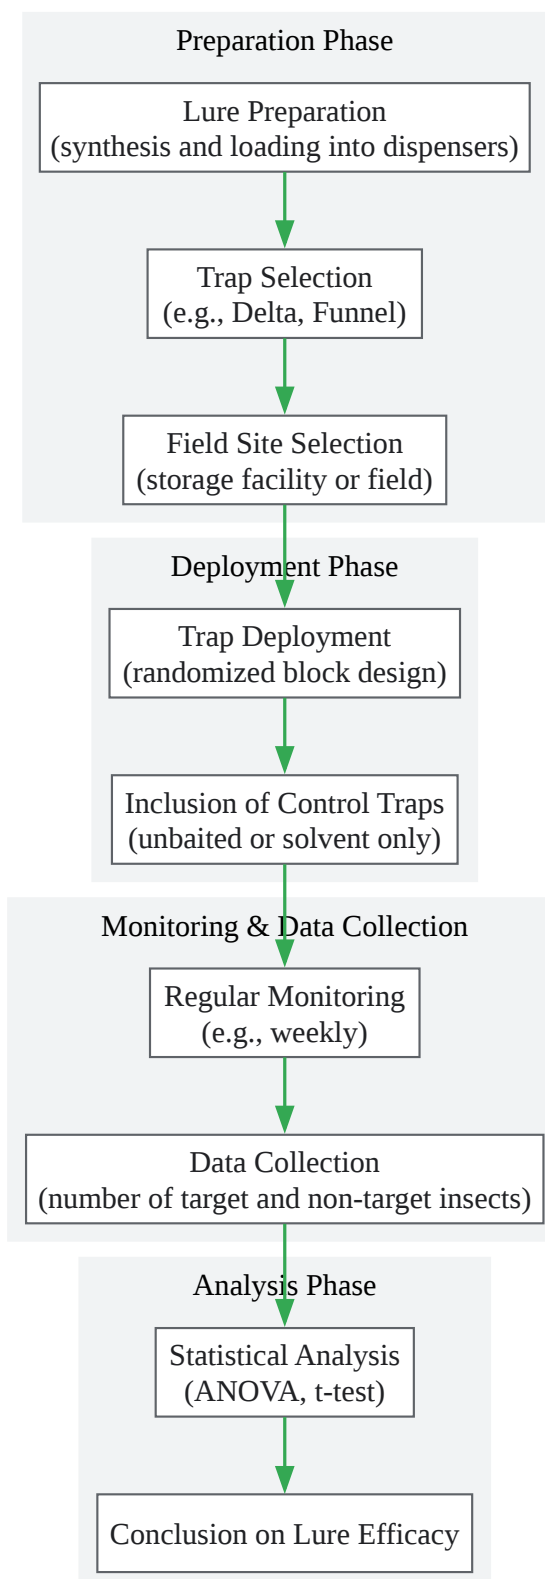 Preparation Phase
Lure Preparation
(synthesis and loading into dispensers)
Trap Selection
(e.g., Delta, Funnel)
Field Site Selection
(storage facility or field)
Deployment Phase
Trap Deployment
(randomized block design)
Inclusion of Control Traps
(unbaited or solvent only)
Monitoring & Data Collection
Regular Monitoring
(e.g., weekly)
Data Collection
(number of target and non-target insects)
Analysis Phase
Statistical Analysis
(ANOVA, t-test)
Conclusion on Lure Efficacy